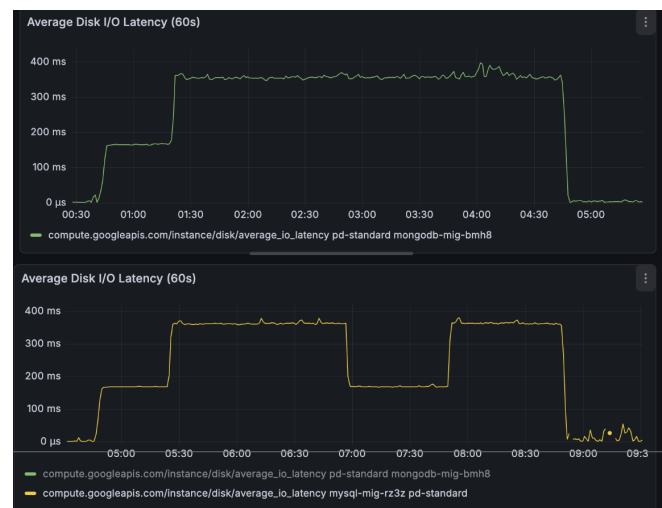 Average Disk I/O Latency (60s)
400 ms
300 ms
200 ms
100 ms
0 µs
00:30 01:00 01:30 02:00 02:30 03:00 03:30 04:00 04:30 05:00
compute.googleapis.com/instance/disk/average_io_latency pd-standard mongodb-mig-bmh8
Average Disk I/O Latency (60s)
400 ms
300 ms
200 ms
100 ms
0 µs
05:00 05:30 06:00 06:30 07:00 07:30 08:00 08:30 09:00 09:3
compute.googleapis.com/instance/disk/average_io_latency pd-standard mongodb-mig-bmh8
compute.googleapis.com/instance/disk/average_io_latency mysql-mig-rz3z pd-standard